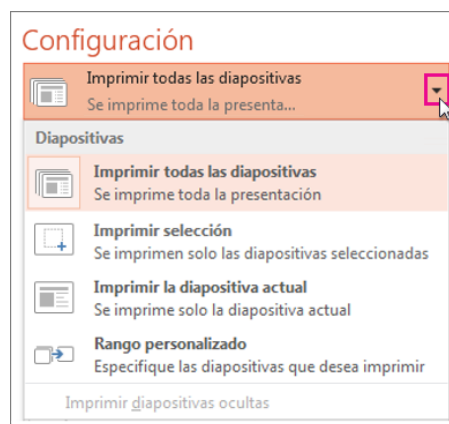 Configuración
Imprimir todas las diapositivas
Se imprime toda la presenta...
Diapositivas
Imprimir todas las diapositivas
Se imprime toda la presentación
Imprimir selección
Se imprimen solo las diapositivas seleccionadas
Imprimir la diapositiva actual
Se imprime solo la diapositiva actual
Rango personalizado
Especifique las diapositivas que desea imprimir
Imprimir diapositivas ocultas